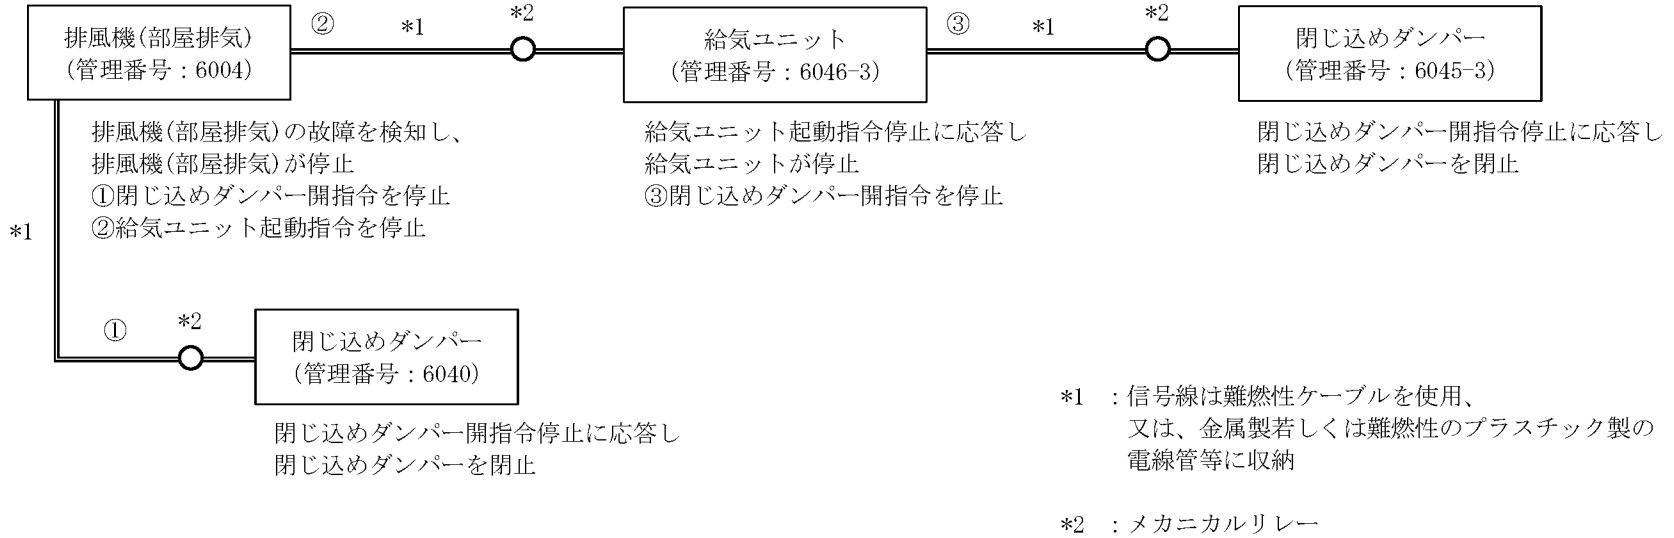 排風機(部屋排気)
(管理番号：6004)
②
*1
*2
給気ユニット
(管理番号：6046-3)
③
*1
*2
閉じ込めダンパー
(管理番号：6045-3)
排風機(部屋排気)の故障を検知し、
排風機(部屋排気)が停止
①閉じ込めダンパー開指令を停止
②給気ユニット起動指令を停止
給気ユニット起動指令停止に応答し
給気ユニットが停止
③閉じ込めダンパー開指令を停止
閉じ込めダンパー開指令停止に応答し
閉じ込めダンパーを閉止
*1
①
*2
閉じ込めダンパー
(管理番号：6040)
閉じ込めダンパー開指令停止に応答し
閉じ込めダンパーを閉止
*1 ：信号線は難燃性ケーブルを使用、
又は、金属製若しくは難燃性のプラスチック製の
電線管等に収納
*2 ：メカニカルリレー